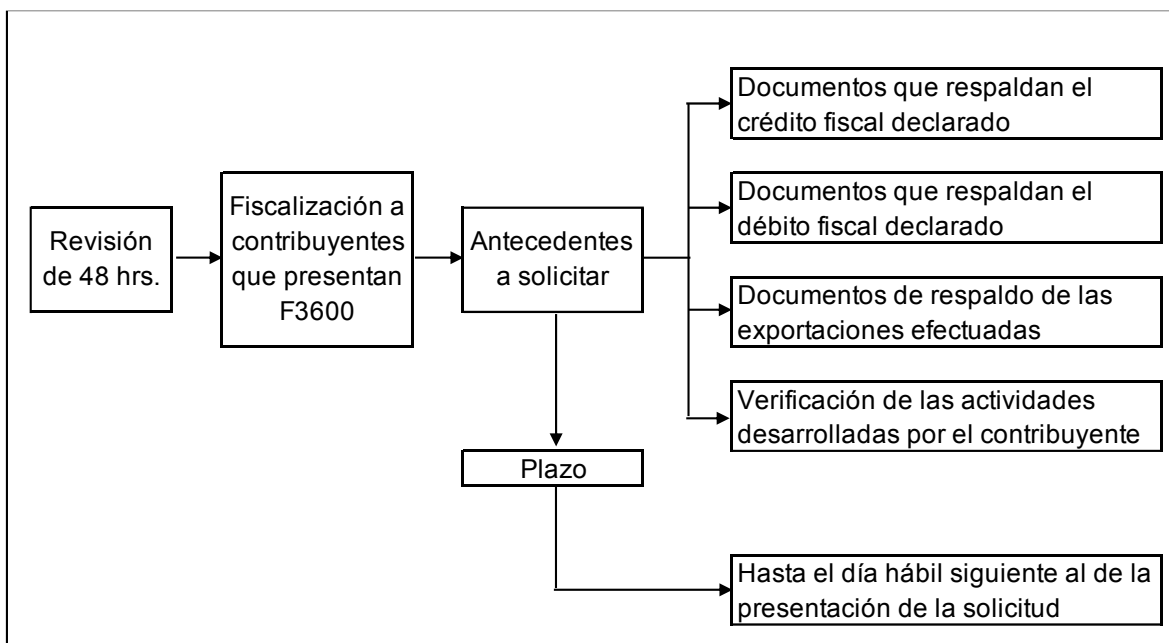 Revisión
de 48 hrs.
Fiscalización a
contribuyentes
que presentan
F3600
Antecedentes
a solicitar
Documentos que respaldan el
crédito fiscal declarado
Documentos que respaldan el
débito fiscal declarado
Documentos de respaldo de las
exportaciones efectuadas
Verificación de las actividades
desarrolladas por el contribuyente
Plazo
Hasta el día hábil siguiente al de la
presentación de la solicitud